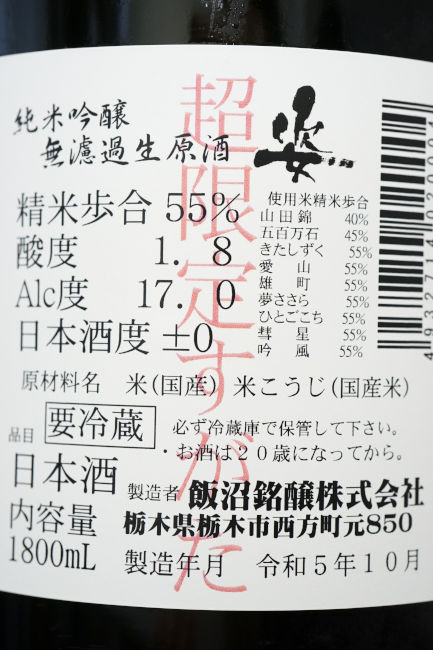 超限定すがた
純米吟醸
無濾過生原酒
姿
精米歩合 55%
酸度 1. 8
Alc度 17. 0
日本酒度 ±0
使用米精米歩合
山田錦 40%
五百万石 45%
きたしずく 55%
愛山 55%
雄町 55%
夢ささら 55%
ひとごこち 55%
彗星 55%
吟風 55%
原材料名 米(国産) 米こうじ(国産米)
要冷蔵 必ず冷蔵庫で保管して下さい。
・お酒は20歳になってから。
品目
日本酒
製造者 飯沼銘醸株式会社
栃木県栃木市西方町元850
内容量
1800mL
製造年月 令和5年10月